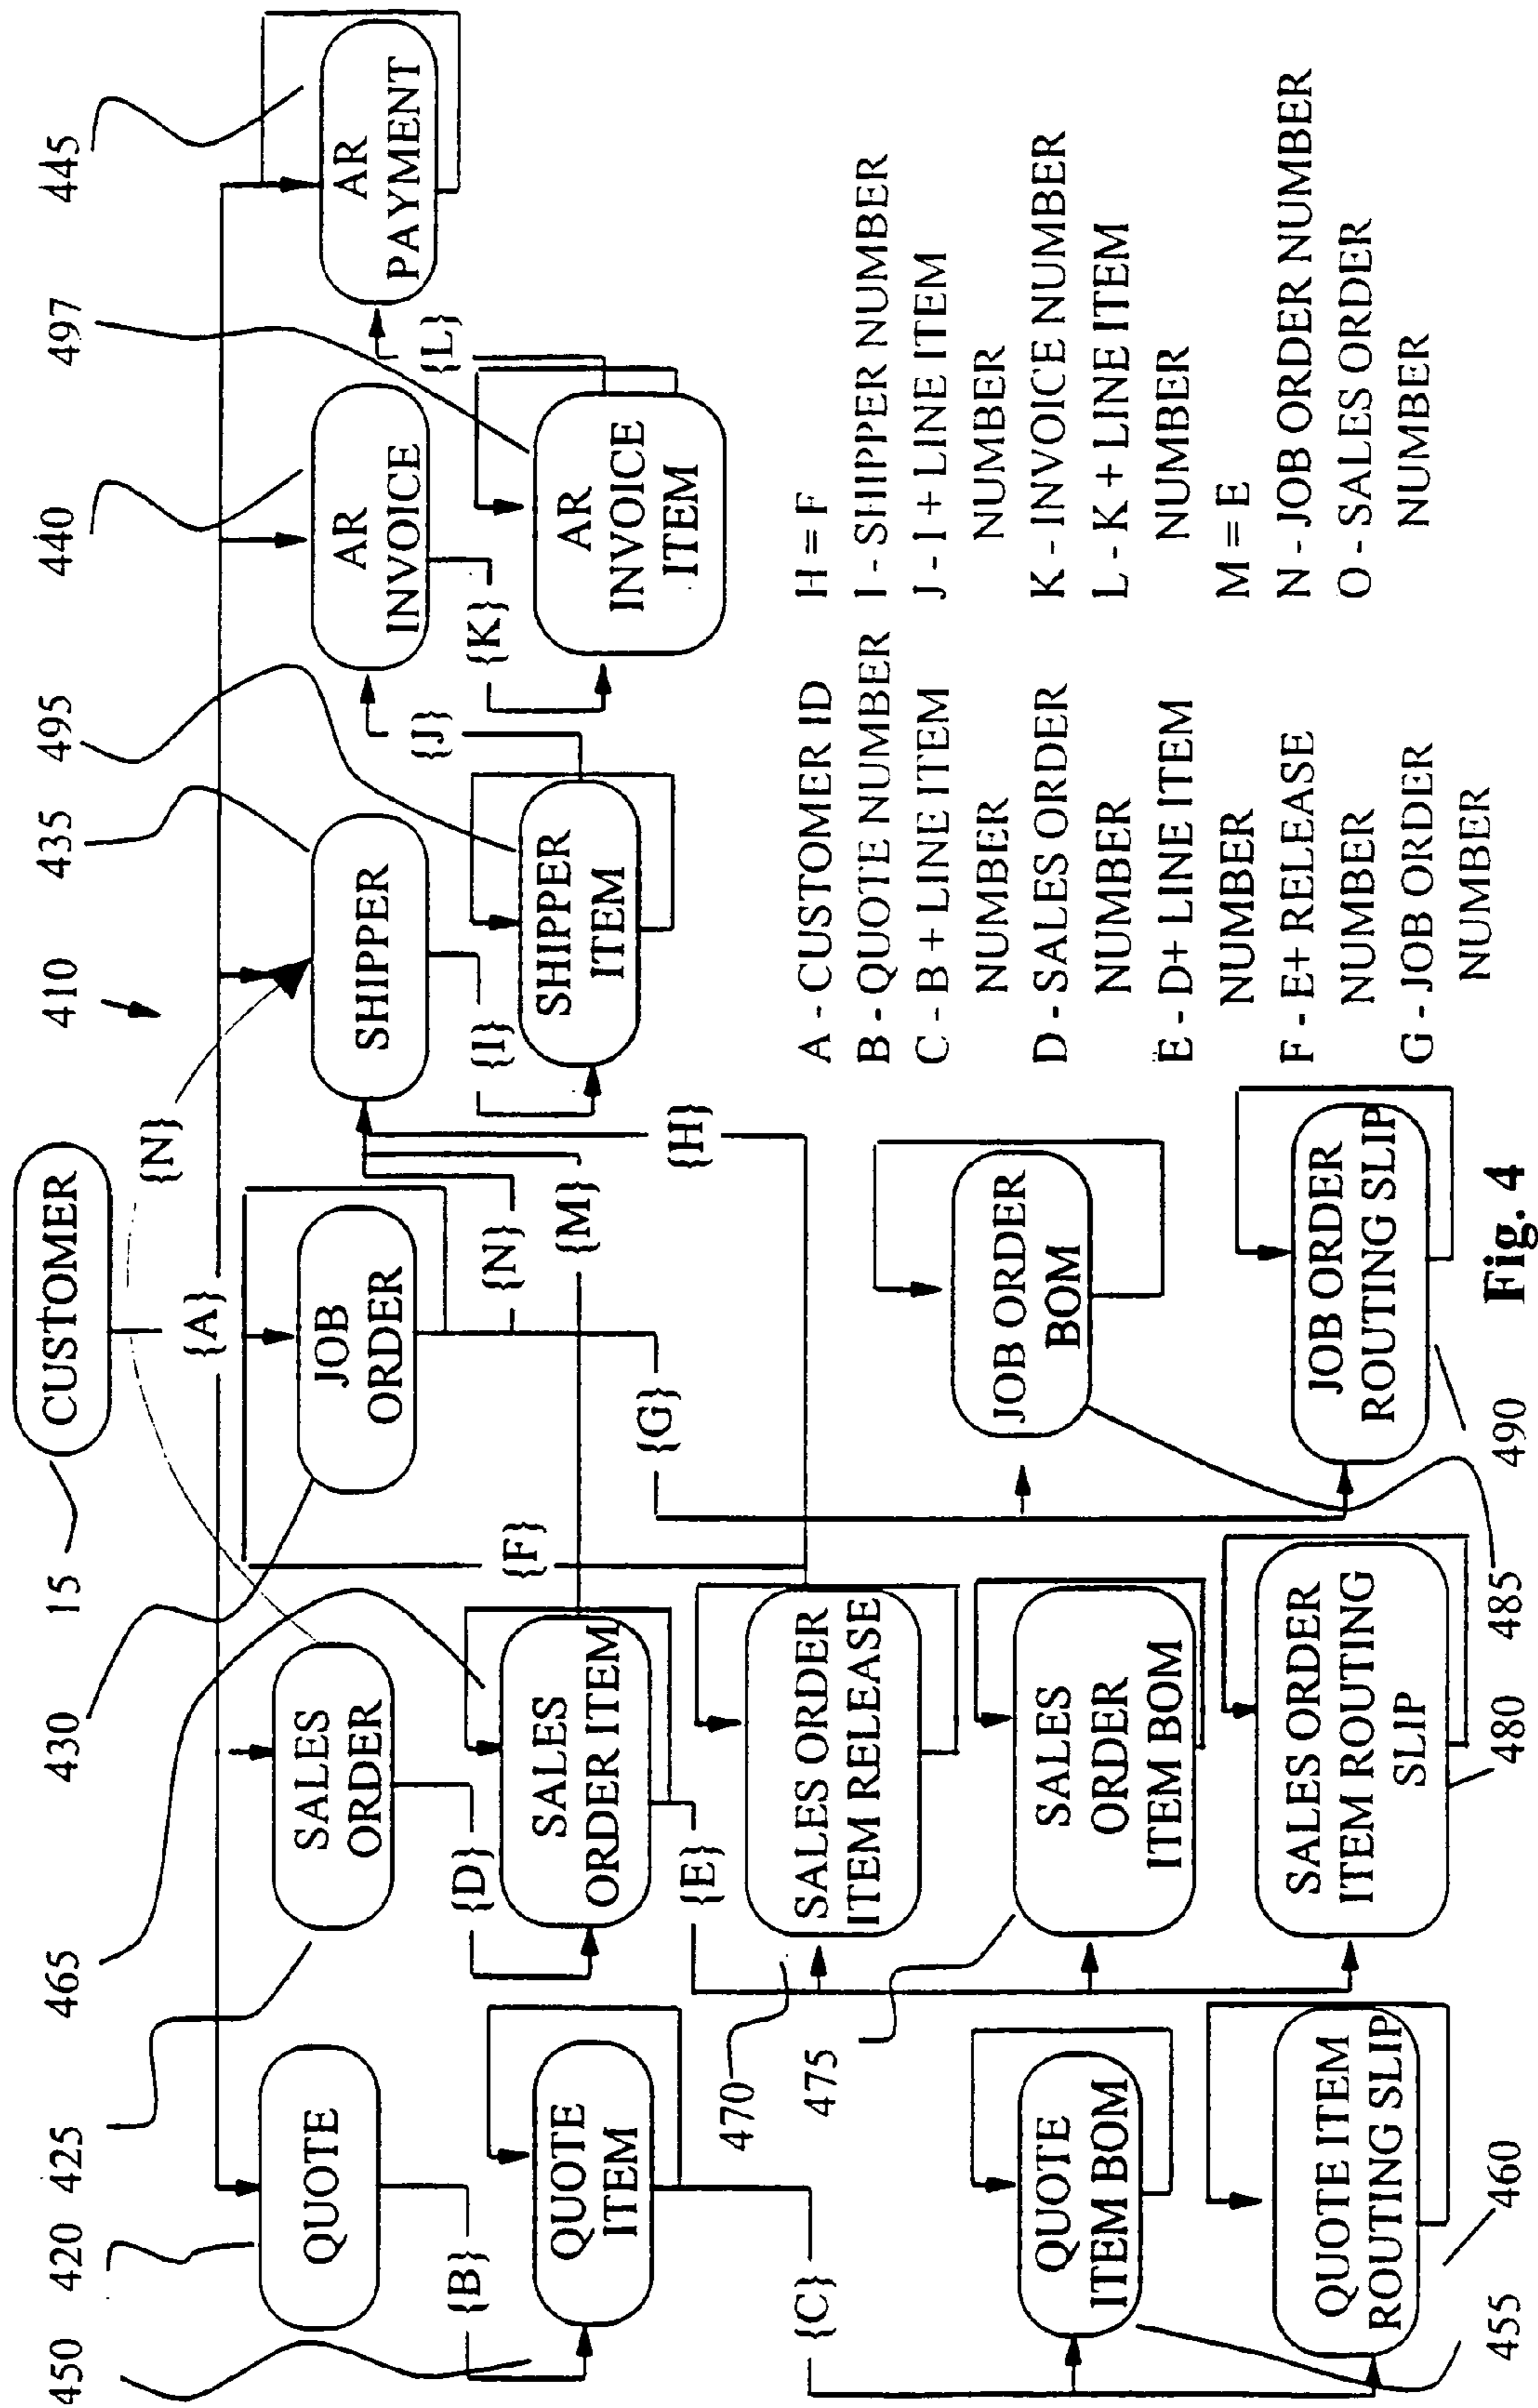 15
CUSTOMER
410
{A}
{N}
450
420
425
465
430
435
495
440
497
445
QUOTE
SALES
ORDER
JOB
ORDER
SHIPPER
AR
INVOICE
AR
PAYMENT
{B}
{D}
{N}
{I}
{J}
{K}
{L}
QUOTE
ITEM
SALES
ORDER ITEM
{F}
{M}
SHIPPER
ITEM
AR
INVOICE
ITEM
{E}
{G}
{H}
470
475
{C}
SALES ORDER
ITEM RELEASE
QUOTE
ITEM BOM
SALES
ORDER
ITEM BOM
JOB ORDER
BOM
QUOTE ITEM
ROUTING SLIP
SALES ORDER
ITEM ROUTING
SLIP
JOB ORDER
ROUTING SLIP
455
460
480
485
490
A - CUSTOMER ID
B - QUOTE NUMBER
C - B + LINE ITEM
NUMBER
D - SALES ORDER
NUMBER
E - D+ LINE ITEM
NUMBER
F - E+ RELEASE
NUMBER
G - JOB ORDER
NUMBER
H = F
I - SHIPPER NUMBER
J - I + LINE ITEM
NUMBER
K - INVOICE NUMBER
L - K + LINE ITEM
NUMBER
M = E
N - JOB ORDER NUMBER
O - SALES ORDER
NUMBER
Fig. 4